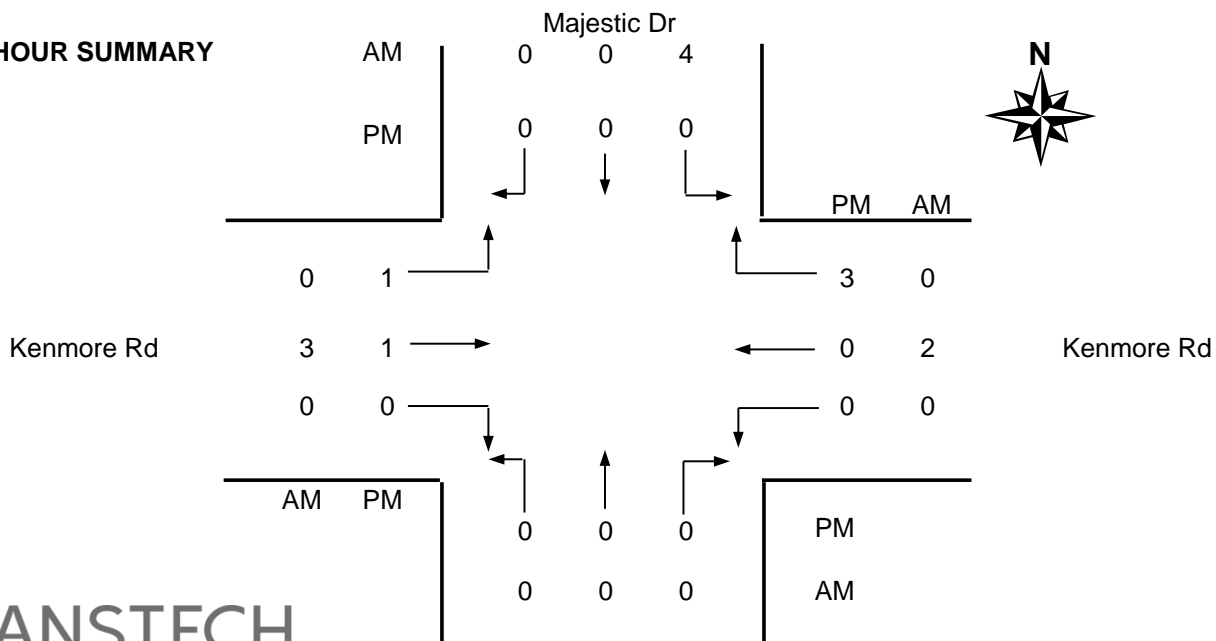 Majestic Dr
HOUR SUMMARY AM 0 0 4
N
PM 0 0 0
PM AM
0 1 3 0
Kenmore Rd 3 1 0 2 Kenmore Rd
0 0 0 0
AM PM
0 0 0 PM
0 0 0 AM
ANSTECH